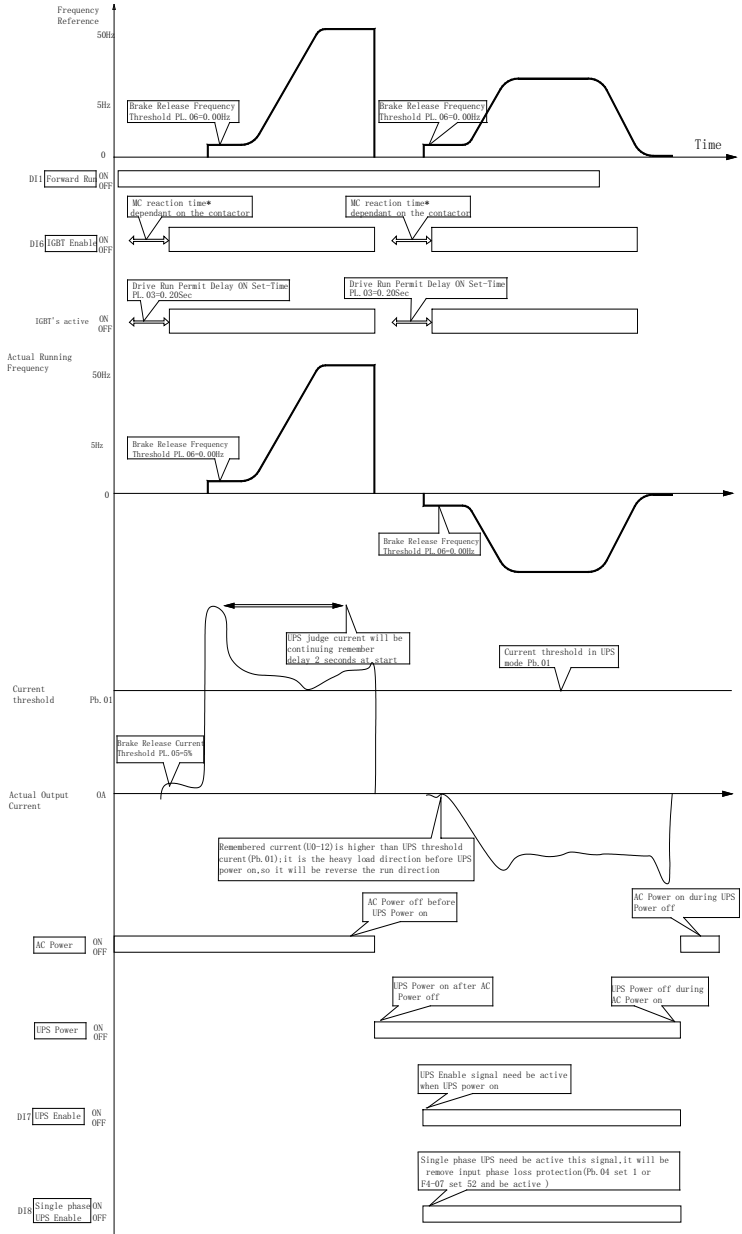 Frequency
Reference
50Hz
Brake Release Frequency
Threshold PL.06=0.00Hz
Brake Release Frequency
Threshold PL.06=0.00Hz
5Hz
0
Time
DI1 Forward Run ON
OFF
MC reaction time*
dependant on the contactor
MC reaction time*
dependant on the contactor
DI6 IGBT Enable ON
OFF
Drive Run Permit Delay ON Set-Time
PL.03=0.20Sec
Drive Run Permit Delay ON Set-Time
PL.03=0.20Sec
IGBT's active ON
OFF
Actual Running
Frequency
50Hz
5Hz
Brake Release Frequency
Threshold PL.06=0.00Hz
0
Brake Release Frequency
Threshold PL.06=0.00Hz
UPS judge current will be
continuing remember
delay 2 seconds at start
Current threshold in UPS
mode Pb.01
Current
threshold
Pb.01
Brake Release Current
Threshold PL.05=5%
Actual Output
Current
0A
Remembered current(U0-12)is higher than UPS threshold
curent(Pb.01);it is the heavy load direction before UPS
power on,so it will be reverse the run direction
AC Power off before
UPS Power on
AC Power on during UPS
Power off
AC Power ON
OFF
UPS Power on after AC
Power off
UPS Power off during
AC Power on
UPS Power ON
OFF
UPS Enable signal need be active
when UPS power on
DI7 UPS Enable ON
OFF
Single phase UPS need be active this signal,it will be
remove input phase loss protection(Pb.04 set 1 or
F4-07 set 52 and be active )
DI8 Single phase ON
UPS Enable OFF